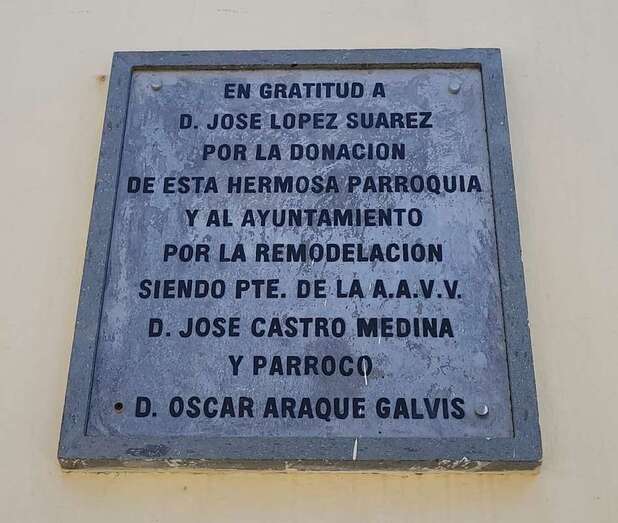 EN GRATITUD A
D. JOSE LOPEZ SUAREZ
POR LA DONACION
DE ESTA HERMOSA PARROQUIA
Y AL AYUNTAMIENTO
POR LA REMODELACION
SIENDO PTE. DE LA A.A.V.V.
D. JOSE CASTRO MEDINA
Y PARROCO
D. OSCAR ARAQUE GALVIS